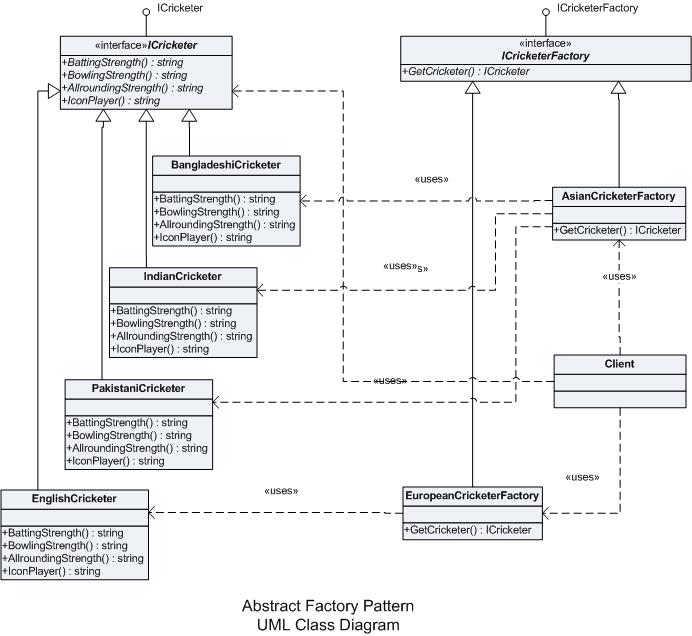 ICricketer
ICricketerFactory
«interface»ICricketer
+BattingStrength() : string
+BowlingStrength() : string
+AllroundingStrength() : string
+IconPlayer() : string
«interface»
ICricketerFactory
+GetCricketer() : ICricketer
BangladeshiCricketer
+BattingStrength() : string
+BowlingStrength() : string
+AllroundingStrength() : string
+IconPlayer() : string
«uses»
AsianCricketerFactory
+GetCricketer() : ICricketer
IndianCricketer
+BattingStrength() : string
+BowlingStrength() : string
+AllroundingStrength() : string
+IconPlayer() : string
«uses»s»
«uses»
Client
PakistaniCricketer
+BattingStrength() : string
+BowlingStrength() : string
+AllroundingStrength() : string
+IconPlayer() : string
«uses»
EnglishCricketer
+BattingStrength() : string
+BowlingStrength() : string
+AllroundingStrength() : string
+IconPlayer() : string
«uses»
EuropeanCricketerFactory
+GetCricketer() : ICricketer
«uses»
Abstract Factory Pattern
UML Class Diagram